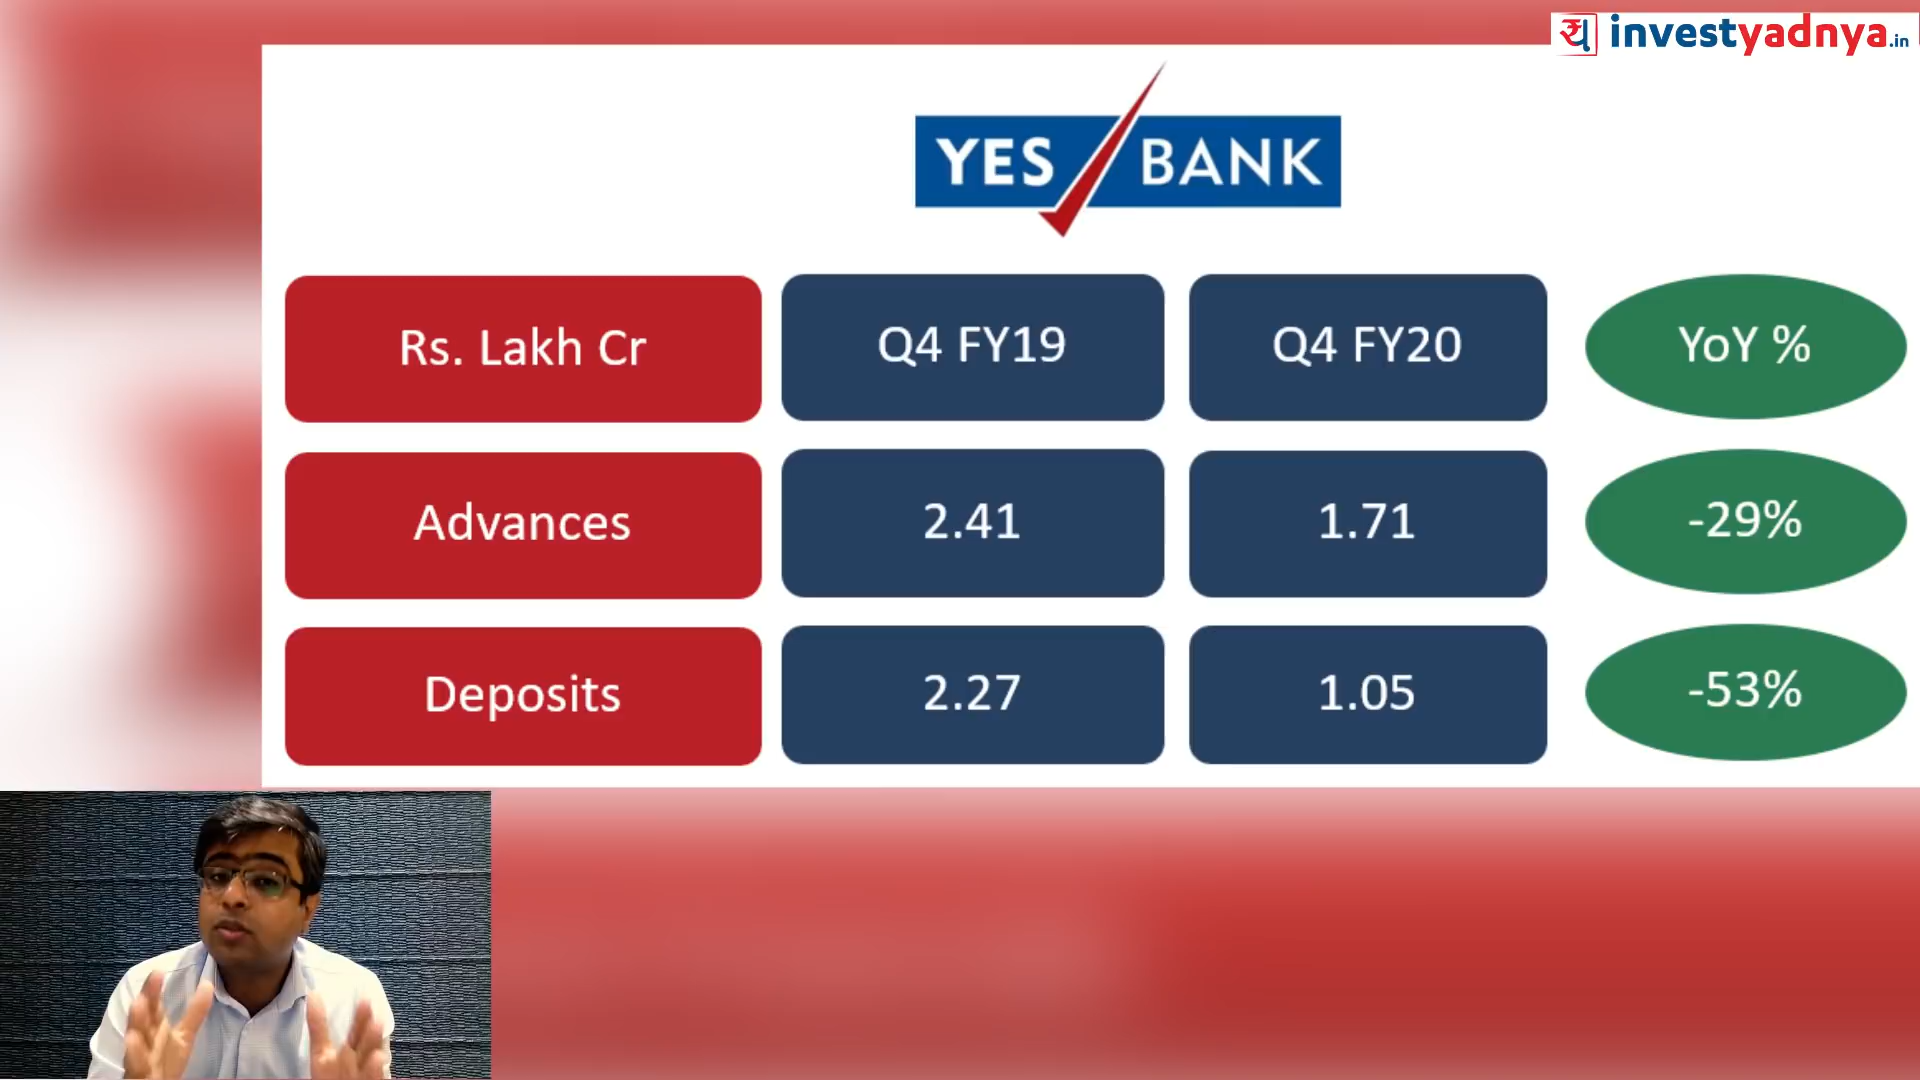 य investyadnya.in
YES BANK
Rs. Lakh Cr Q4 FY19 Q4 FY20 YoY %
Advances 2.41 1.71 -29%
Deposits 2.27 1.05 -53%